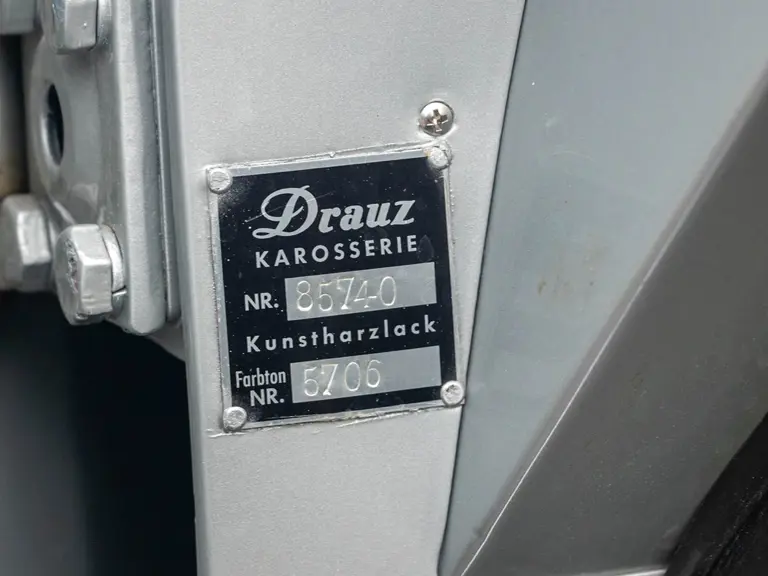 Drauz
KAROSSERIE
NR. 85740
Kunstharzlack
Farbton
NR. 5706